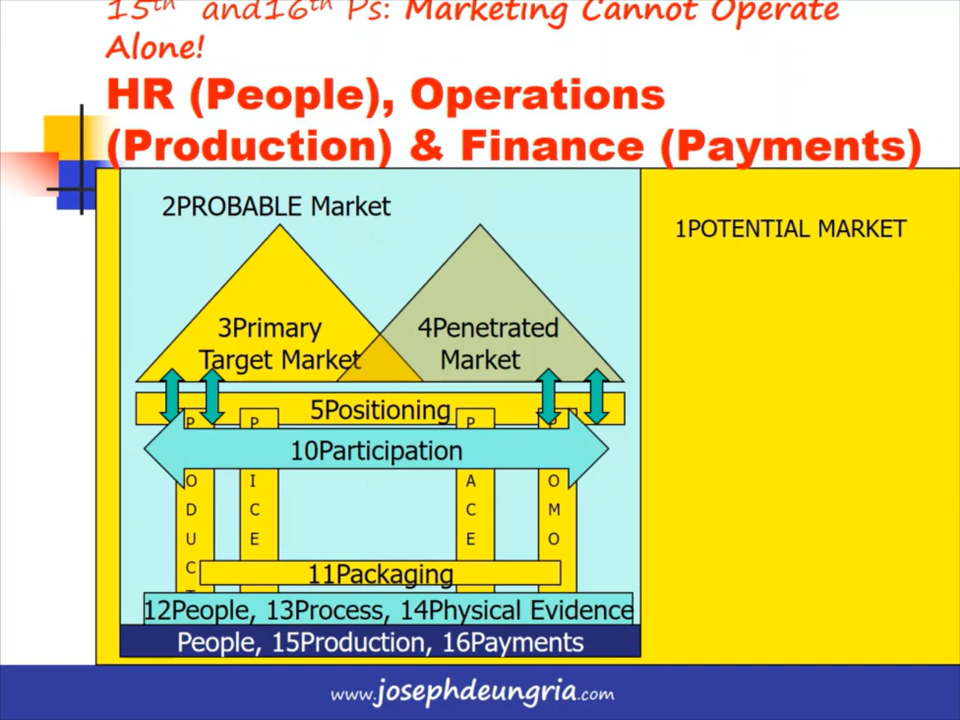 15th and16th Ps: Marketing Cannot Operate
Alone!
HR (People), Operations
(Production) & Finance (Payments)
2PROBABLE Market
1POTENTIAL MARKET
3Primary
Target Market
4Penetrated
Market
5Positioning
P
P
P
10Participation
O
D
U
C
I
C
E
A
C
E
O
M
O
11Packaging
12People, 13Process, 14Physical Evidence
People, 15Production, 16Payments
www.josephdeungria.com